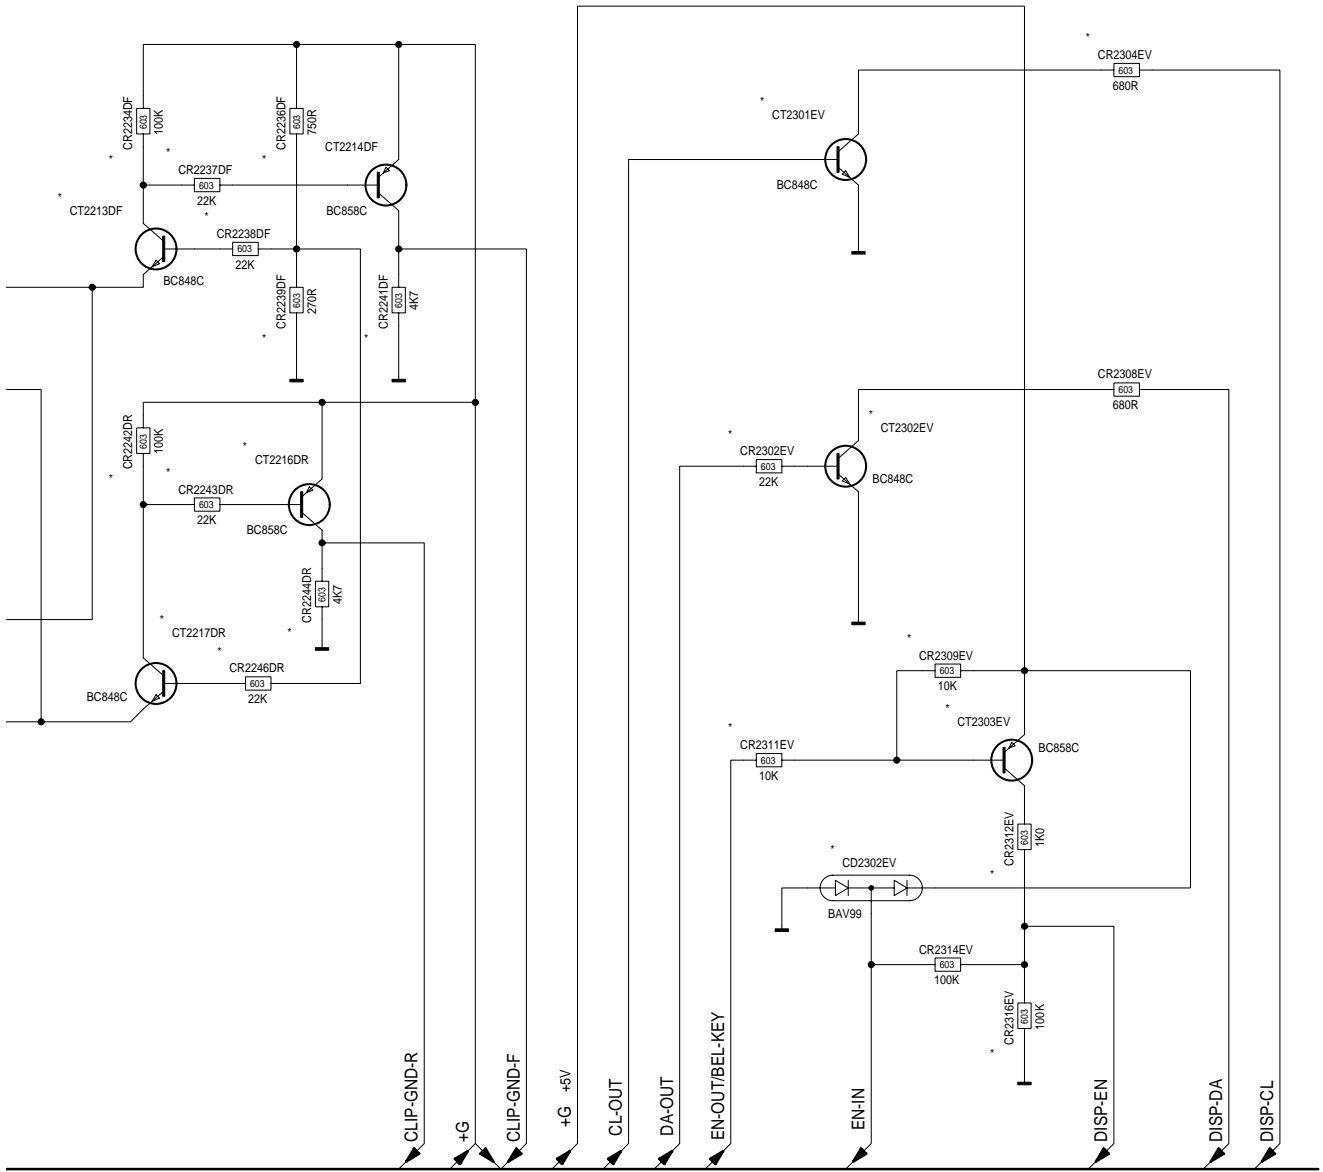 *
CR2304EV
603
680R
CR2234DF
603
100K
*
CR2236DF
603
750R
*
*
CT2301EV
BC848C
CT2214DF
BC858C
*
CR2237DF
603
22K
*
CT2213DF
BC848C
*
CR2238DF
603
22K
CR2239DF
603
270R
*
CR2241DF
603
4K7
*
CR2308EV
603
680R
CR2242DR
603
100K
*
*
CT2216DR
BC858C
*
CR2243DR
603
22K
*
CR2302EV
603
22K
*
CT2302EV
BC848C
CR2244DR
603
4K7
*
*
CT2217DR
BC848C
*
CR2246DR
603
22K
*
CR2309EV
603
10K
*
CT2303EV
BC858C
*
CR2311EV
603
10K
CR2312EV
603
1K0
*
*
CD2302EV
BAV99
CR2314EV
603
100K
CR2316EV
603
100K
*
CLIP-GND-R
+G
CLIP-GND-F
+G +5V
CL-OUT
DA-OUT
EN-OUT/BEL-KEY
EN-IN
DISP-EN
DISP-DA
DISP-CL